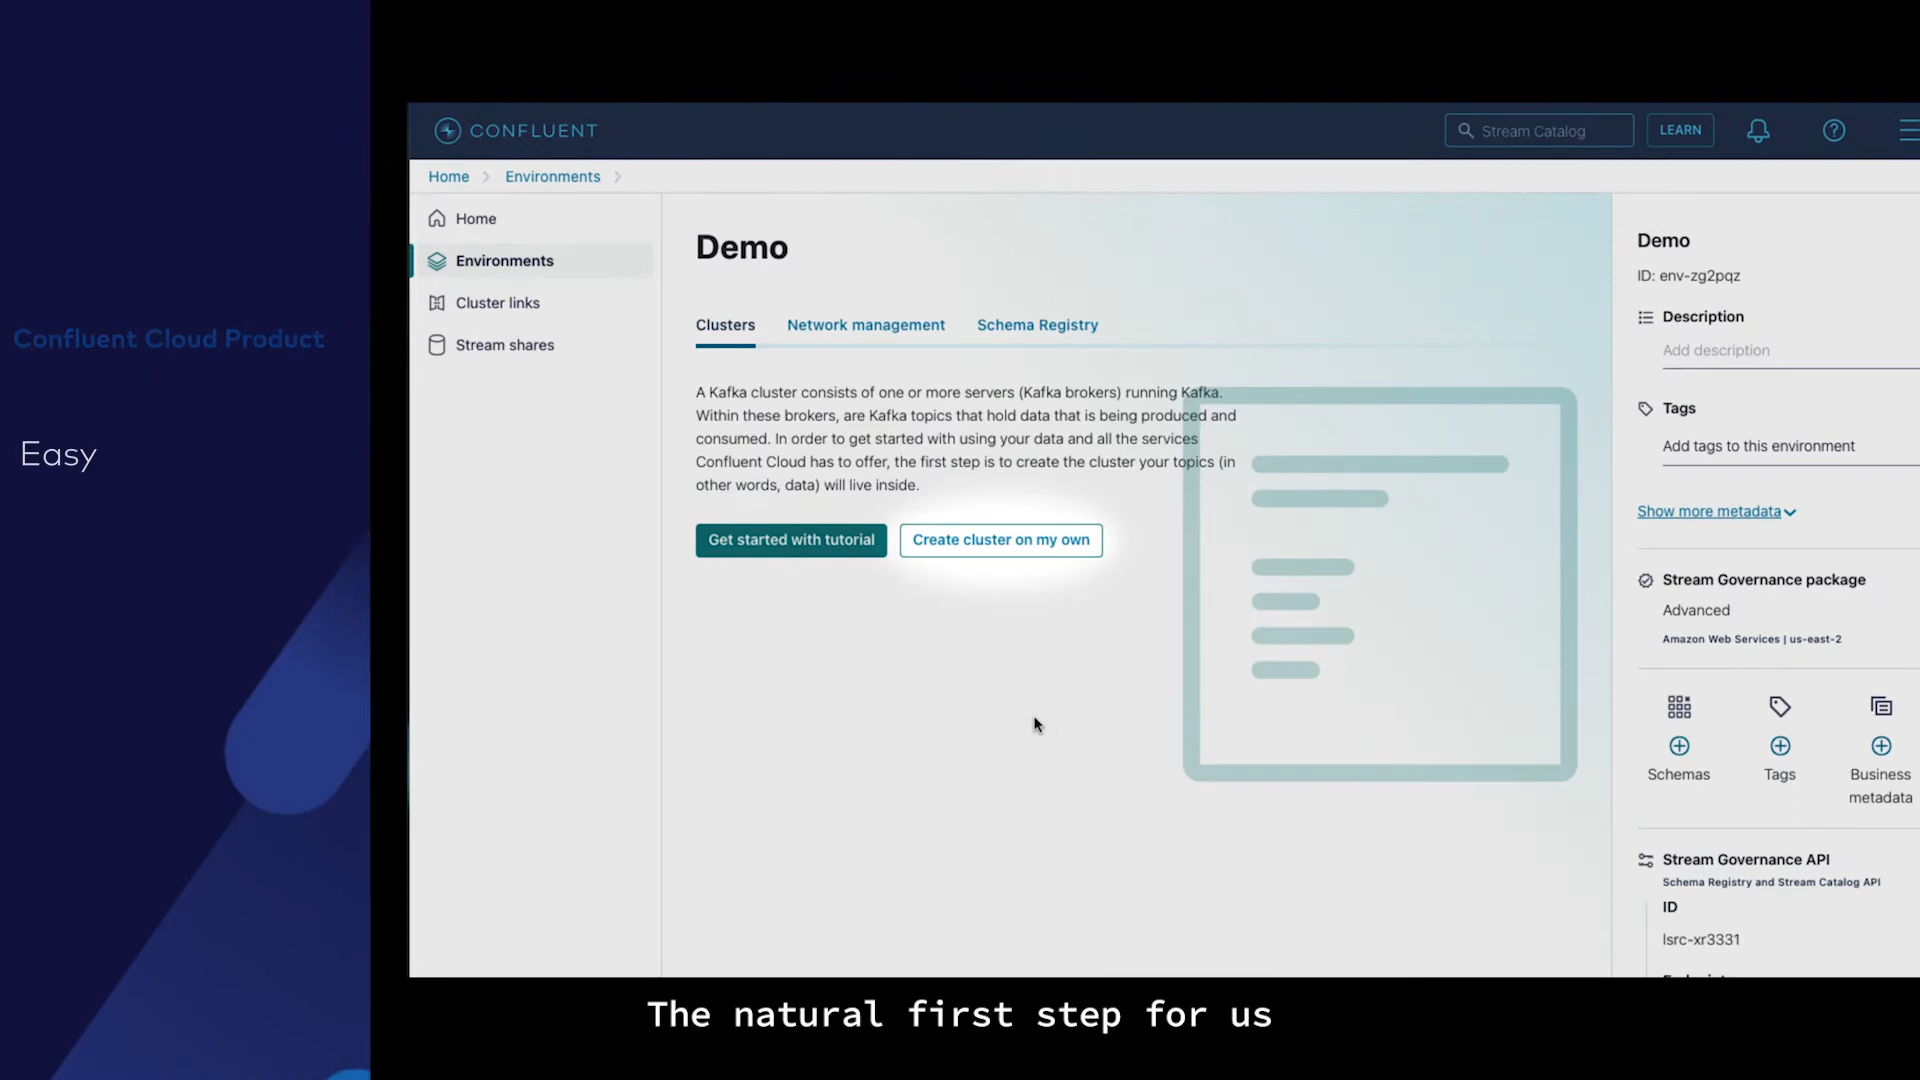 Confluent Cloud Product
Easy
CONFLUENT
Stream Catalog
LEARN
Home
Environments
Home
Environments
Cluster links
Stream shares
Demo
Clusters
Network management
Schema Registry
A Kafka cluster consists of one or more servers (Kafka brokers) running Kafka.
Within these brokers, are Kafka topics that hold data that is being produced and
consumed. In order to get started with using your data and all the services
Confluent Cloud has to offer, the first step is to create the cluster your topics (in
other words, data) will live inside.
Get started with tutorial
Create cluster on my own
Demo
ID: env-zg2pqz
Description
Add description
Tags
Add tags to this environment
Show more metadata
Stream Governance package
Advanced
Amazon Web Services | us-east-2
Schemas
Tags
Business
metadata
Stream Governance API
Schema Registry and Stream Catalog API
ID
lsrc-xr3331
The natural first step for us